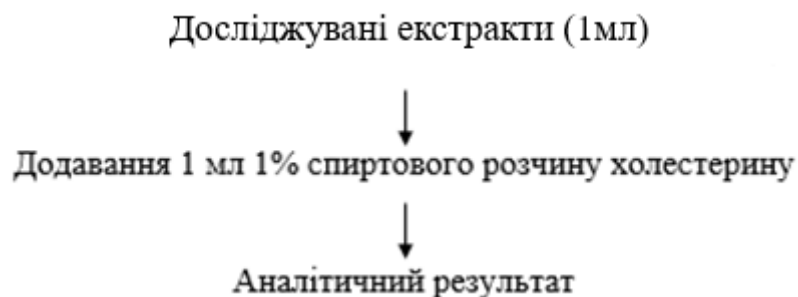 Досліджувані екстракти (1мл)
Додавання 1 мл 1% спиртового розчину холестерину
Аналітичний результат